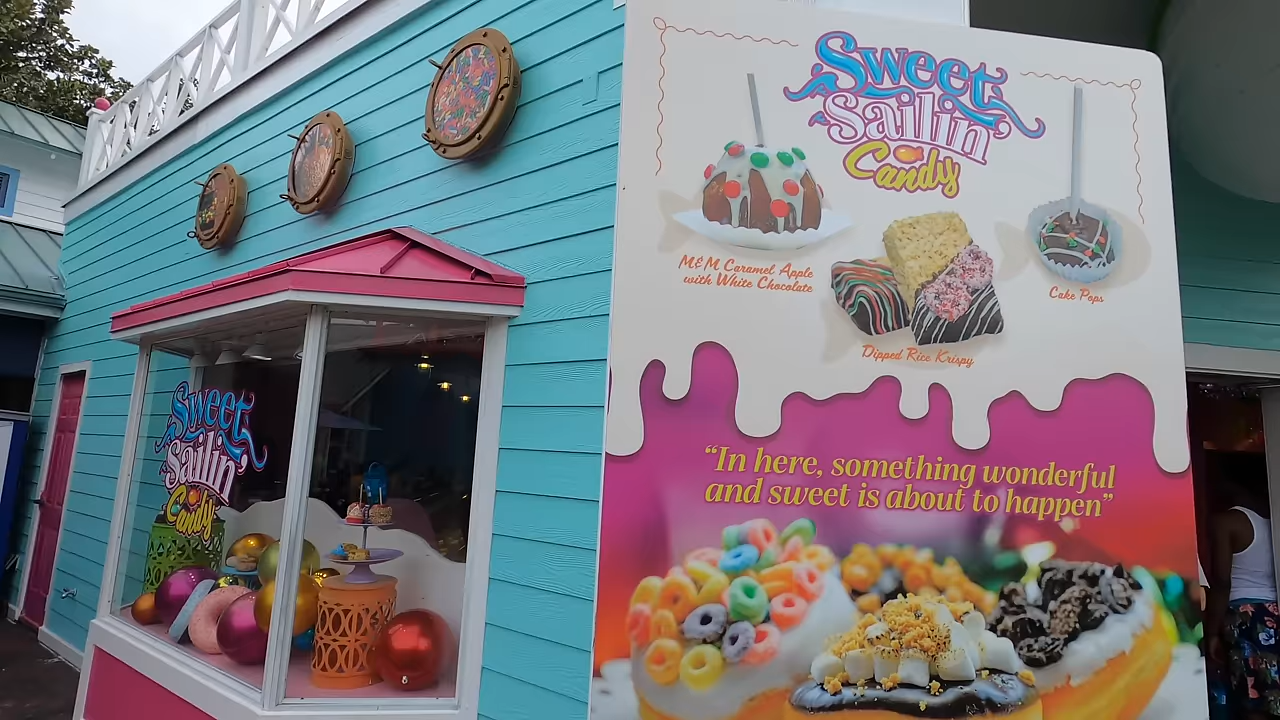 Sweet
Sailin'
Candy
Sweet
Sailin'
Candy
M&M Caramel Apple
with White Chocolate
Cake Pops
Dipped Rice Krispy
“In here, something wonderful
and sweet is about to happen”